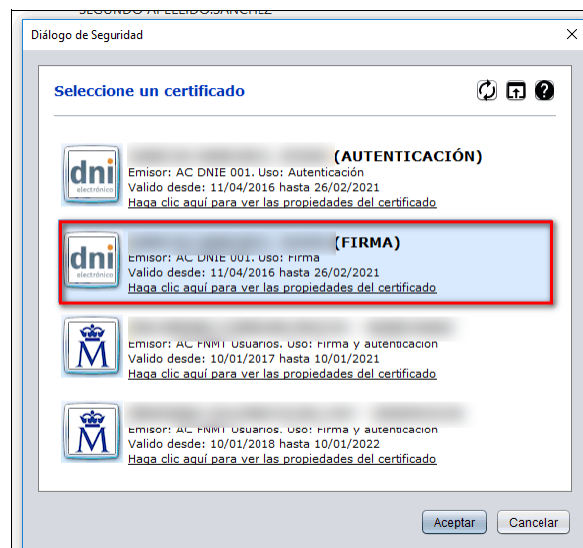 SEGUNDO APELLIDO:SANCHEZ
Diálogo de Seguridad
Seleccione un certificado
dni
electrónico
(AUTENTICACIÓN)
Emisor: AC DNIE 001. Uso: Autenticación
Valido desde: 11/04/2016 hasta 26/02/2021
Haga clic aquí para ver las propiedades del certificado
dni
electrónico
(FIRMA)
Emisor: AC DNIE 001. Uso: Firma
Valido desde: 11/04/2016 hasta 26/02/2021
Haga clic aquí para ver las propiedades del certificado
M
Emisor: AC FNMT Usuarios. Uso: Firma y autenticación
Valido desde: 10/01/2017 hasta 10/01/2021
Haga clic aquí para ver las propiedades del certificado
M
Emisor: AC FNMT Usuarios. Uso: Firma y autenticación
Valido desde: 10/01/2018 hasta 10/01/2022
Haga clic aquí para ver las propiedades del certificado
Aceptar Cancelar